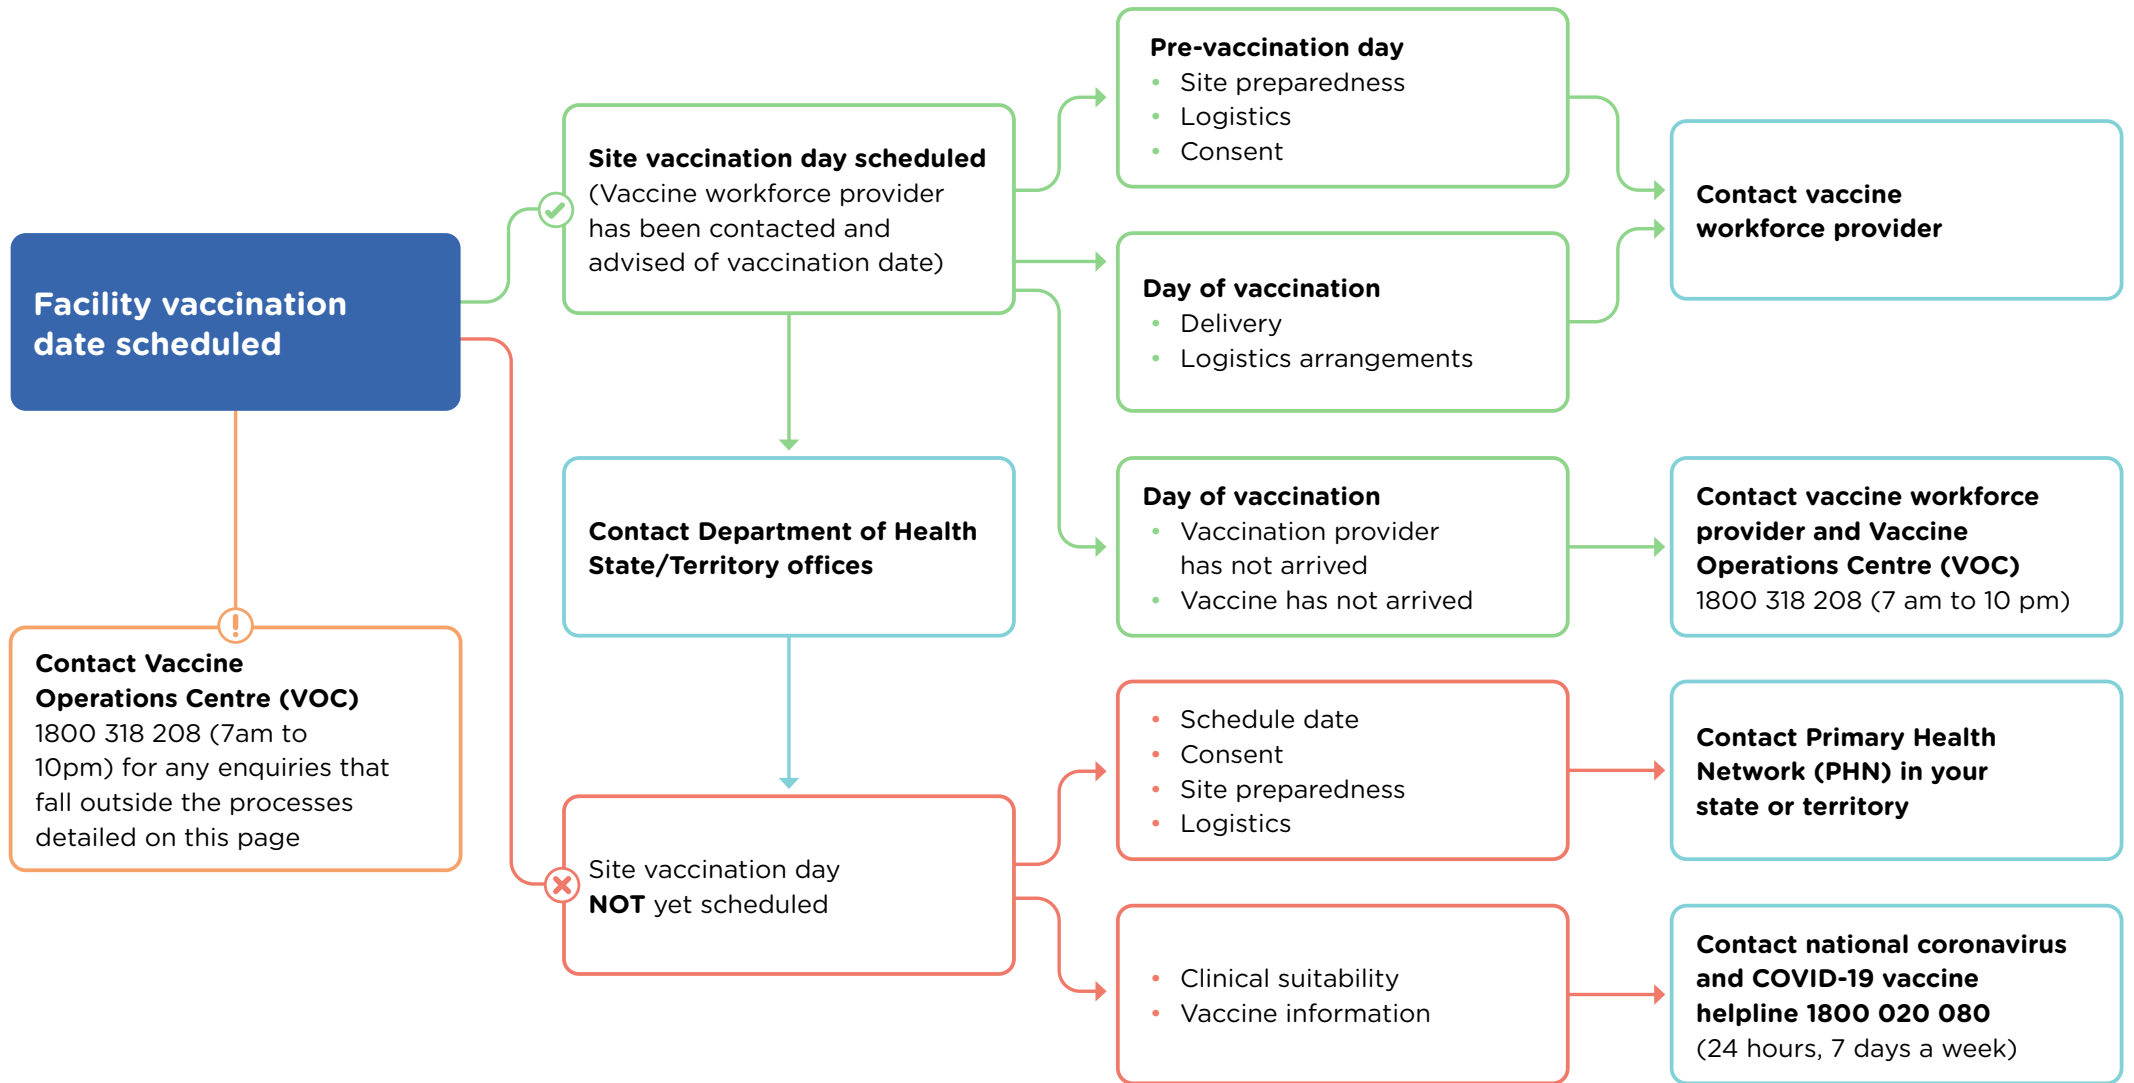 Facility vaccination
date scheduled
Contact Vaccine
Operations Centre (VOC)
1800 318 208 (7am to
10pm) for any enquiries that
fall outside the processes
detailed on this page
Site vaccination day scheduled
(Vaccine workforce provider
has been contacted and
advised of vaccination date)
Contact Department of Health
State/Territory offices
Site vaccination day
NOT yet scheduled
Pre-vaccination day
• Site preparedness
• Logistics
• Consent
Day of vaccination
• Delivery
• Logistics arrangements
Day of vaccination
• Vaccination provider
has not arrived
• Vaccine has not arrived
• Schedule date
• Consent
• Site preparedness
• Logistics
• Clinical suitability
• Vaccine information
Contact vaccine
workforce provider
Contact vaccine workforce
provider and Vaccine
Operations Centre (VOC)
1800 318 208 (7 am to 10 pm)
Contact Primary Health
Network (PHN) in your
state or territory
Contact national coronavirus
and COVID-19 vaccine
helpline 1800 020 080
(24 hours, 7 days a week)